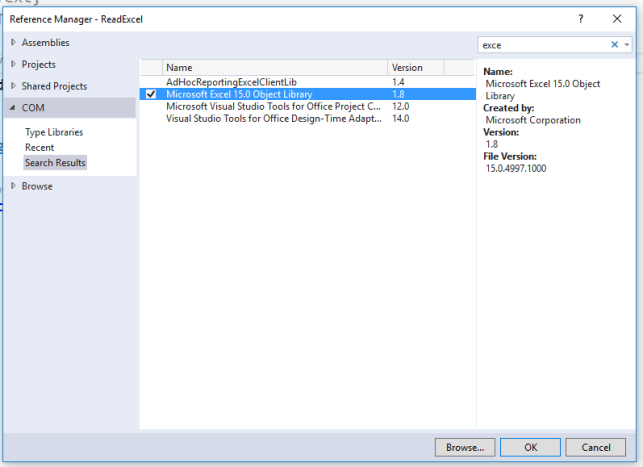 Reference Manager - ReadExcel
? ×
Assemblies
Projects
Shared Projects
COM
Type Libraries
Recent
Search Results
Browse
Name Version
AdHocReportingExcelClientLib 1.4
Microsoft Excel 15.0 Object Library 1.8
Microsoft Visual Studio Tools for Office Project C... 12.0
Visual Studio Tools for Office Design-Time Adapt... 14.0
exce
Name:
Microsoft Excel 15.0 Object
Library
Created by:
Microsoft Corporation
Version:
1.8
File Version:
15.0.4997.1000
Browse... OK Cancel